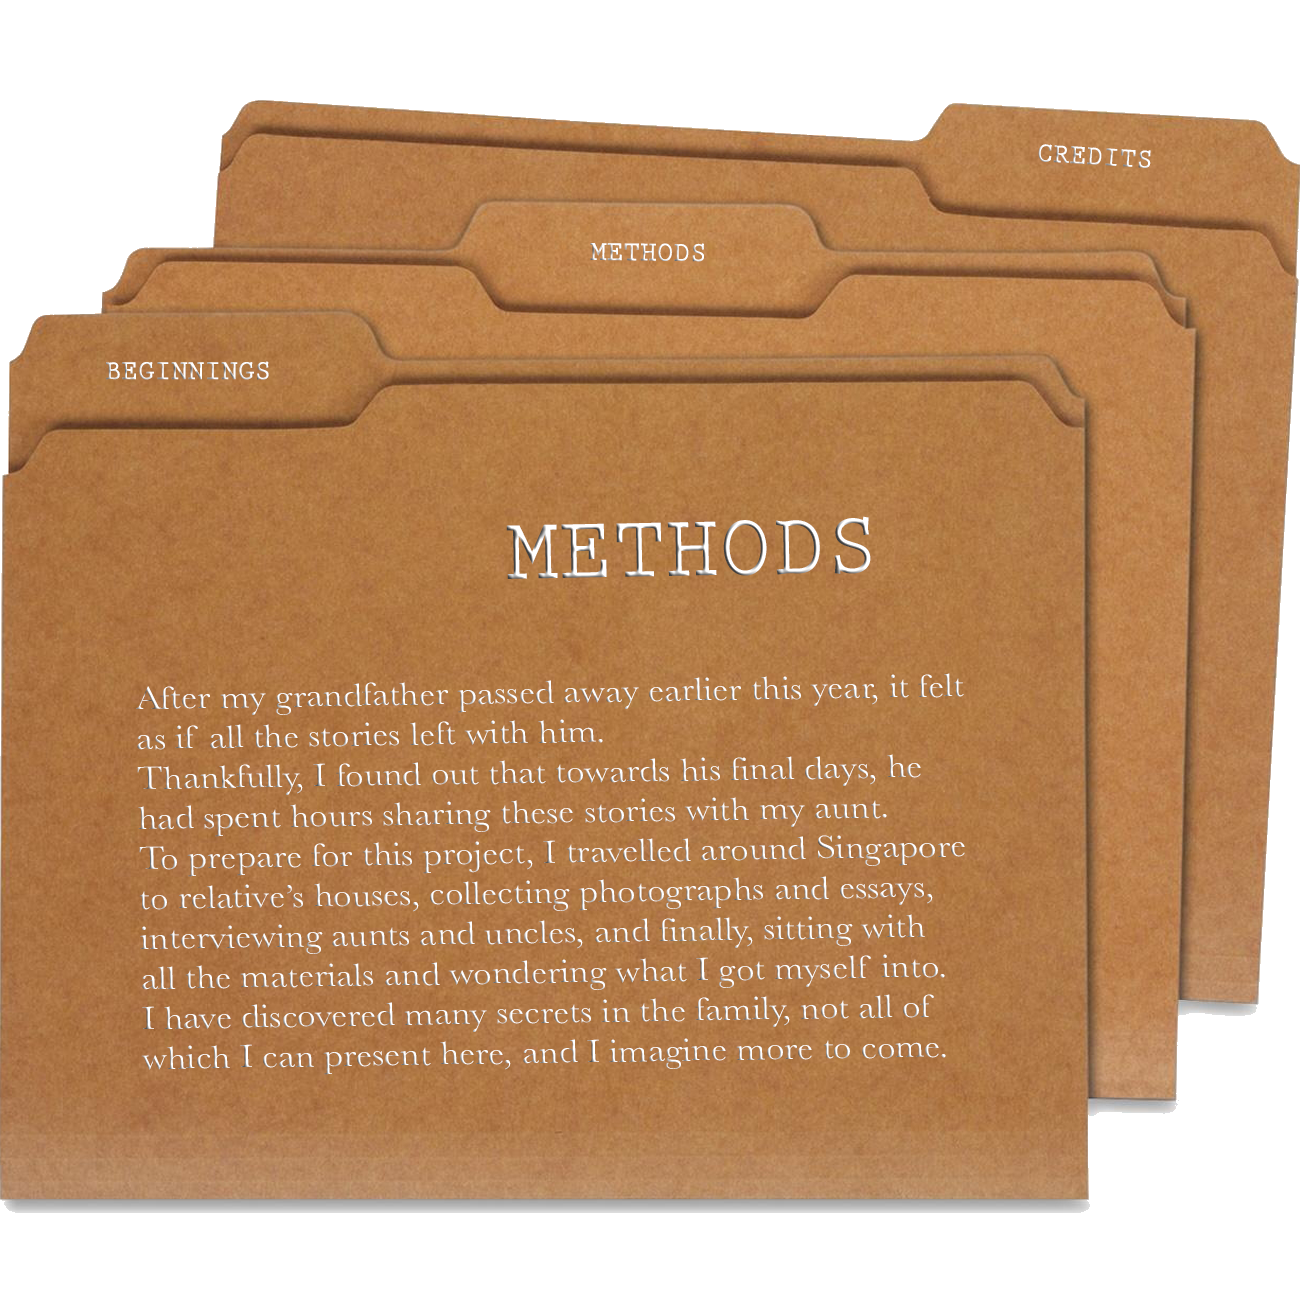 CREDITS
METHODS
BEGINNINGS
METHODS
After my grandfather passed away earlier this year, it felt
as if all the stories left with him.
Thankfully, I found out that towards his final days, he
had spent hours sharing these stories with my aunt.
To prepare for this project, I travelled around Singapore
to relative's houses, collecting photographs and essays,
interviewing aunts and uncles, and finally, sitting with
all the materials and wondering what I got myself into.
I have discovered many secrets in the family, not all of
which I can present here, and I imagine more to come.